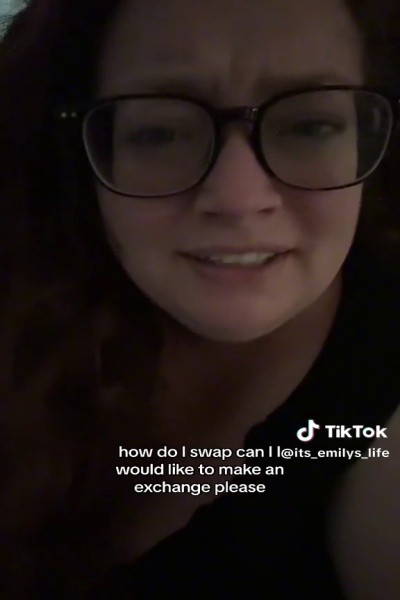 TikTok
@its_emilys_life
how do I swap can I I
would like to make an
exchange please